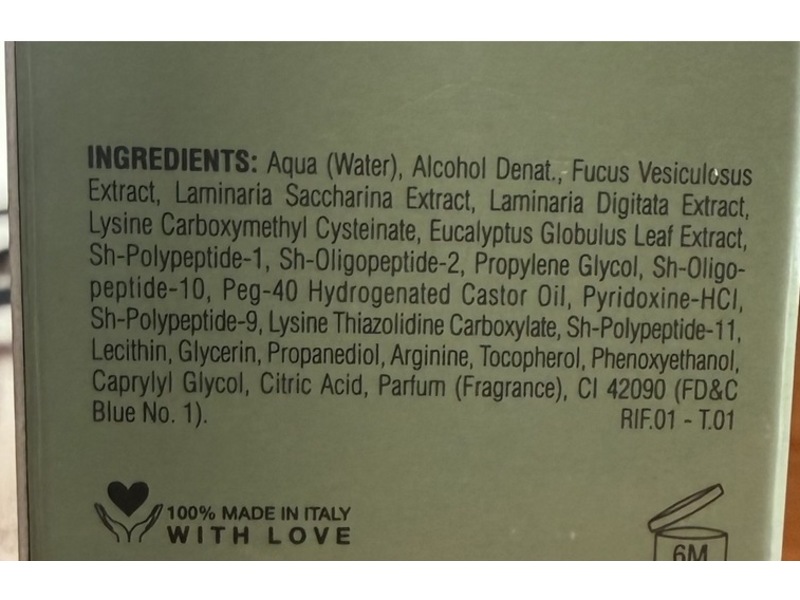 INGREDIENTS: Aqua (Water), Alcohol Denat., Fucus Vesiculosus
Extract, Laminaria Saccharina Extract, Laminaria Digitata Extract,
Lysine Carboxymethyl Cysteinate, Eucalyptus Globulus Leaf Extract,
Sh-Polypeptide-1, Sh-Oligopeptide-2, Propylene Glycol, Sh-Oligo-
peptide-10, Peg-40 Hydrogenated Castor Oil, Pyridoxine-HCl,
Sh-Polypeptide-9, Lysine Thiazolidine Carboxylate, Sh-Polypeptide-11,
Lecithin, Glycerin, Propanediol, Arginine, Tocopherol, Phenoxyethanol,
Caprylyl Glycol, Citric Acid, Parfum (Fragrance), CI 42090 (FD&C
Blue No. 1). RIF.01 - T.01
100% MADE IN ITALY
WITH LOVE
6M